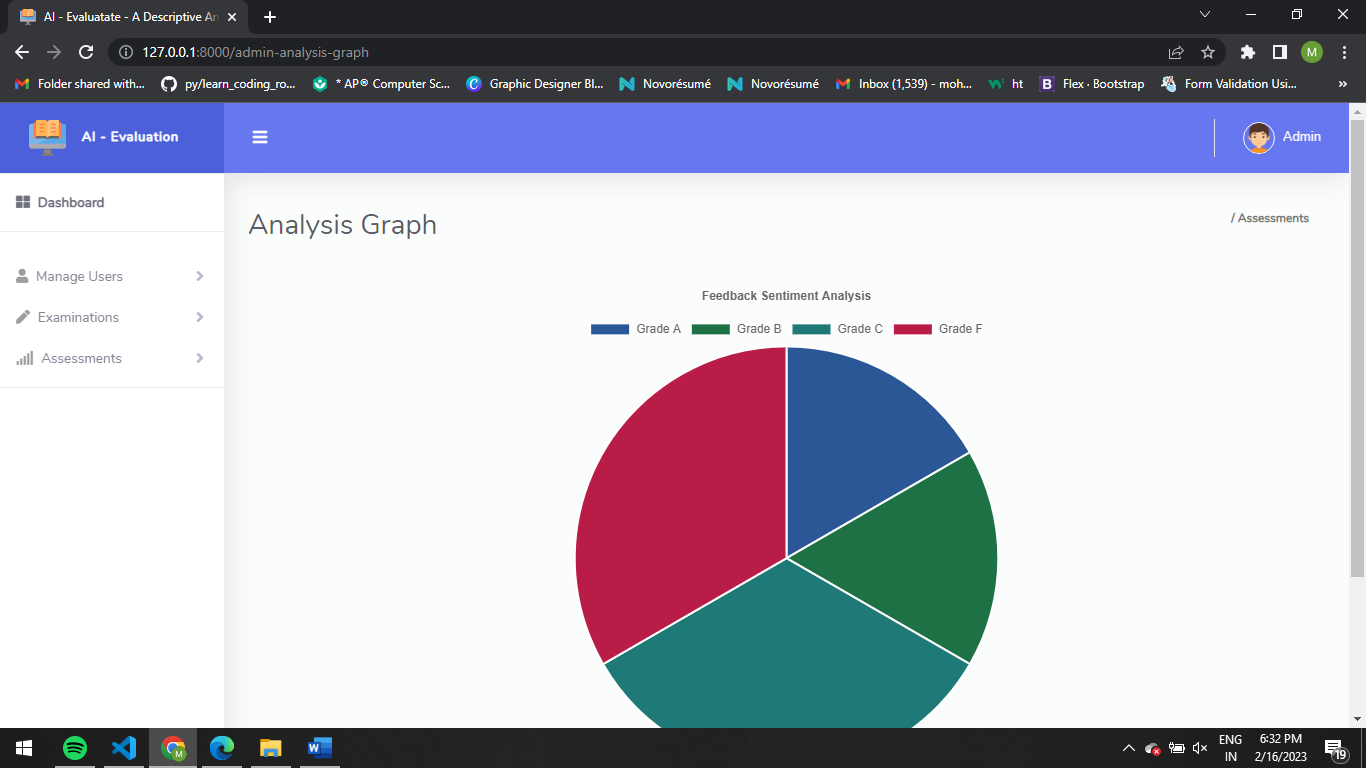 AI - Evaluatate - A Descriptive An
127.0.0.1:8000/admin-analysis-graph
M
Folder shared with...
py/learn_coding_ro...
* AP® Computer Sc...
Graphic Designer Bl...
Novorésumé
Novorésumé
Inbox (1,539) - moh...
ht
Flex · Bootstrap
Form Validation Usi...
»
AI - Evaluation
Admin
Dashboard
Manage Users
Examinations
Assessments
Analysis Graph
/ Assessments
Feedback Sentiment Analysis
Grade A Grade B Grade C Grade F
ENG
IN
6:32 PM
2/16/2023
19